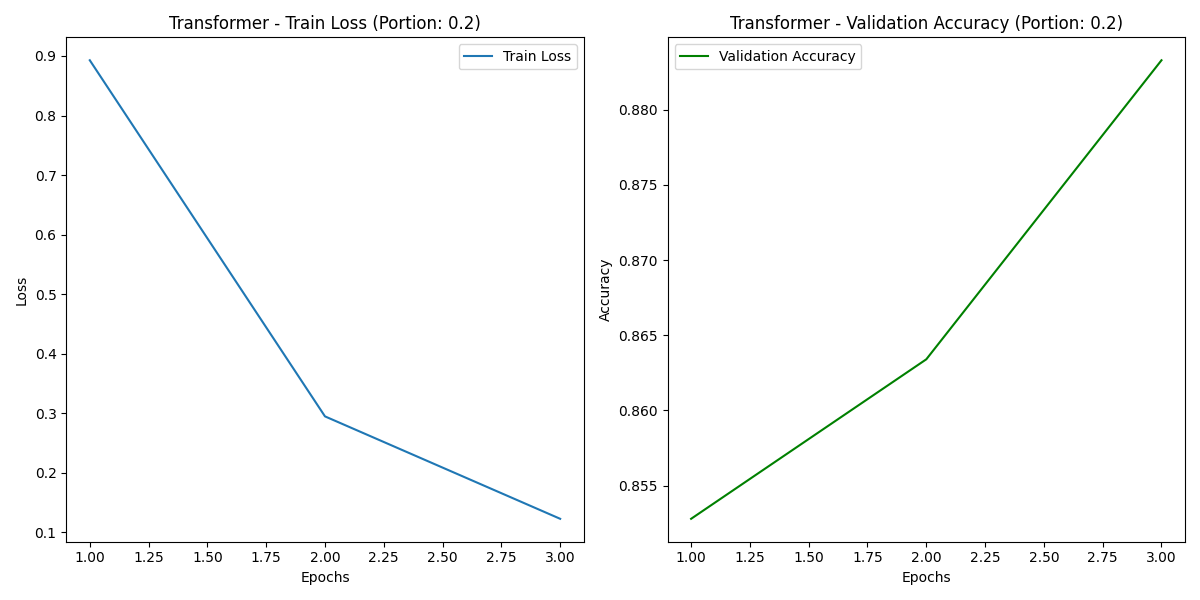 Transformer - Train Loss (Portion: 0.2)
Train Loss
0.9
0.8
0.7
0.6
0.5
0.4
0.3
0.2
0.1
Loss
1.00 1.25 1.50 1.75 2.00 2.25 2.50 2.75 3.00
Epochs
Transformer - Validation Accuracy (Portion: 0.2)
Validation Accuracy
0.880
0.875
0.870
0.865
0.860
0.855
Accuracy
1.00 1.25 1.50 1.75 2.00 2.25 2.50 2.75 3.00
Epochs